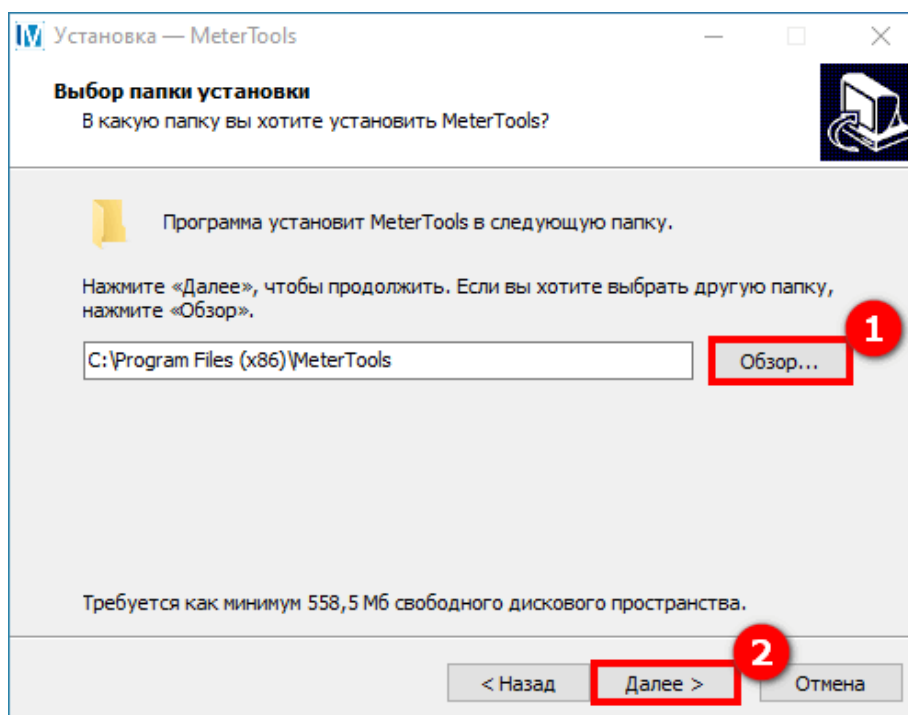 Установка — MeterTools
Выбор папки установки
В какую папку вы хотите установить MeterTools?
Программа установит MeterTools в следующую папку.
Нажмите «Далее», чтобы продолжить. Если вы хотите выбрать другую папку,
нажмите «Обзор».
1
C:\Program Files (x86)\MeterTools
Обзор...
Требуется как минимум 558,5 Мб свободного дискового пространства.
2
< Назад
Далее >
Отмена